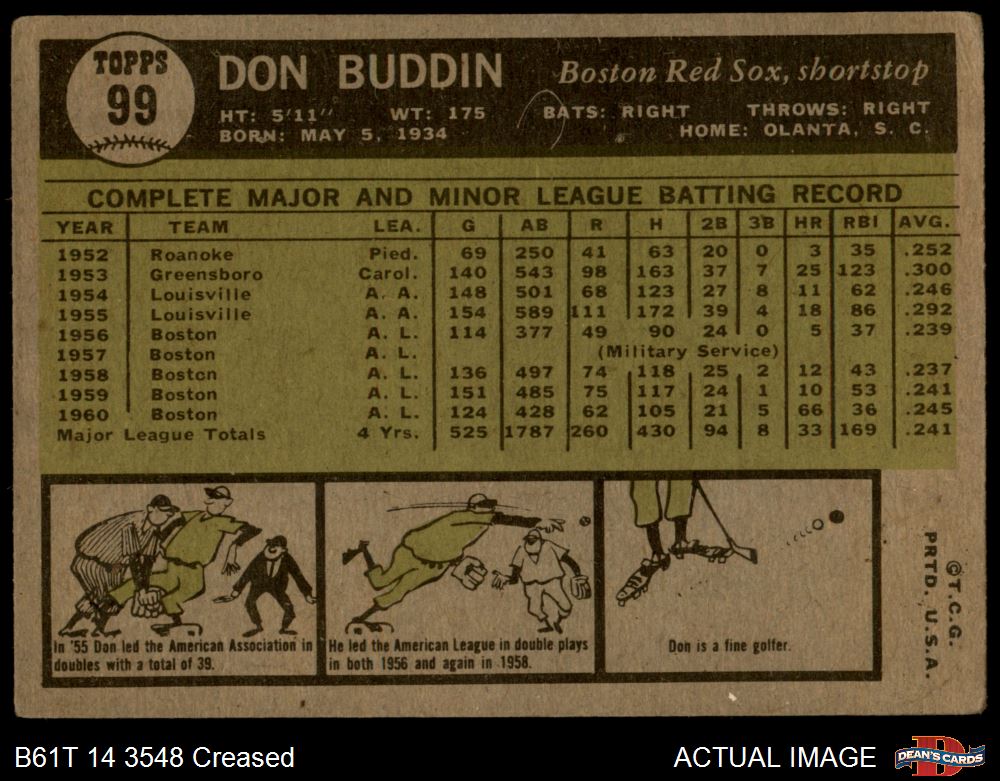 TOPPS
99
DON BUDDIN
Boston Red Sox, shortstop
HT: 5'11" WT: 175 BATS: RIGHT THROWS: RIGHT
BORN: MAY 5, 1934 HOME: OLANTA, S. C.
COMPLETE MAJOR AND MINOR LEAGUE BATTING RECORD
YEAR TEAM LEA. G AB R H 2B 3B HR RBI AVG.
1952 Roanoke Pied. 69 250 41 63 20 0 3 35 .252
1953 Greensboro Carol. 140 543 98 163 37 7 25 123 .300
1954 Louisville A. A. 148 501 68 123 27 8 11 62 .246
1955 Louisville A. A. 154 589 111 172 39 4 18 86 .292
1956 Boston A. L. 114 377 49 90 24 0 5 37 .239
1957 Boston A. L. (Military Service)
1958 Boston A. L. 136 497 74 118 25 2 12 43 .237
1959 Boston A. L. 151 485 75 117 24 1 10 53 .241
1960 Boston A. L. 124 428 62 105 21 5 66 36 .245
Major League Totals 4 Yrs. 525 1787 260 430 94 8 33 169 .241
In '55 Don led the American Association in
doubles with a total of 39.
He led the American League in double plays
in both 1956 and again in 1958.
Don is a fine golfer.
©T.C.G.
PRTD. U.S.A.
B61T 14 3548 Creased
ACTUAL IMAGE
D
DEAN'S CARDS